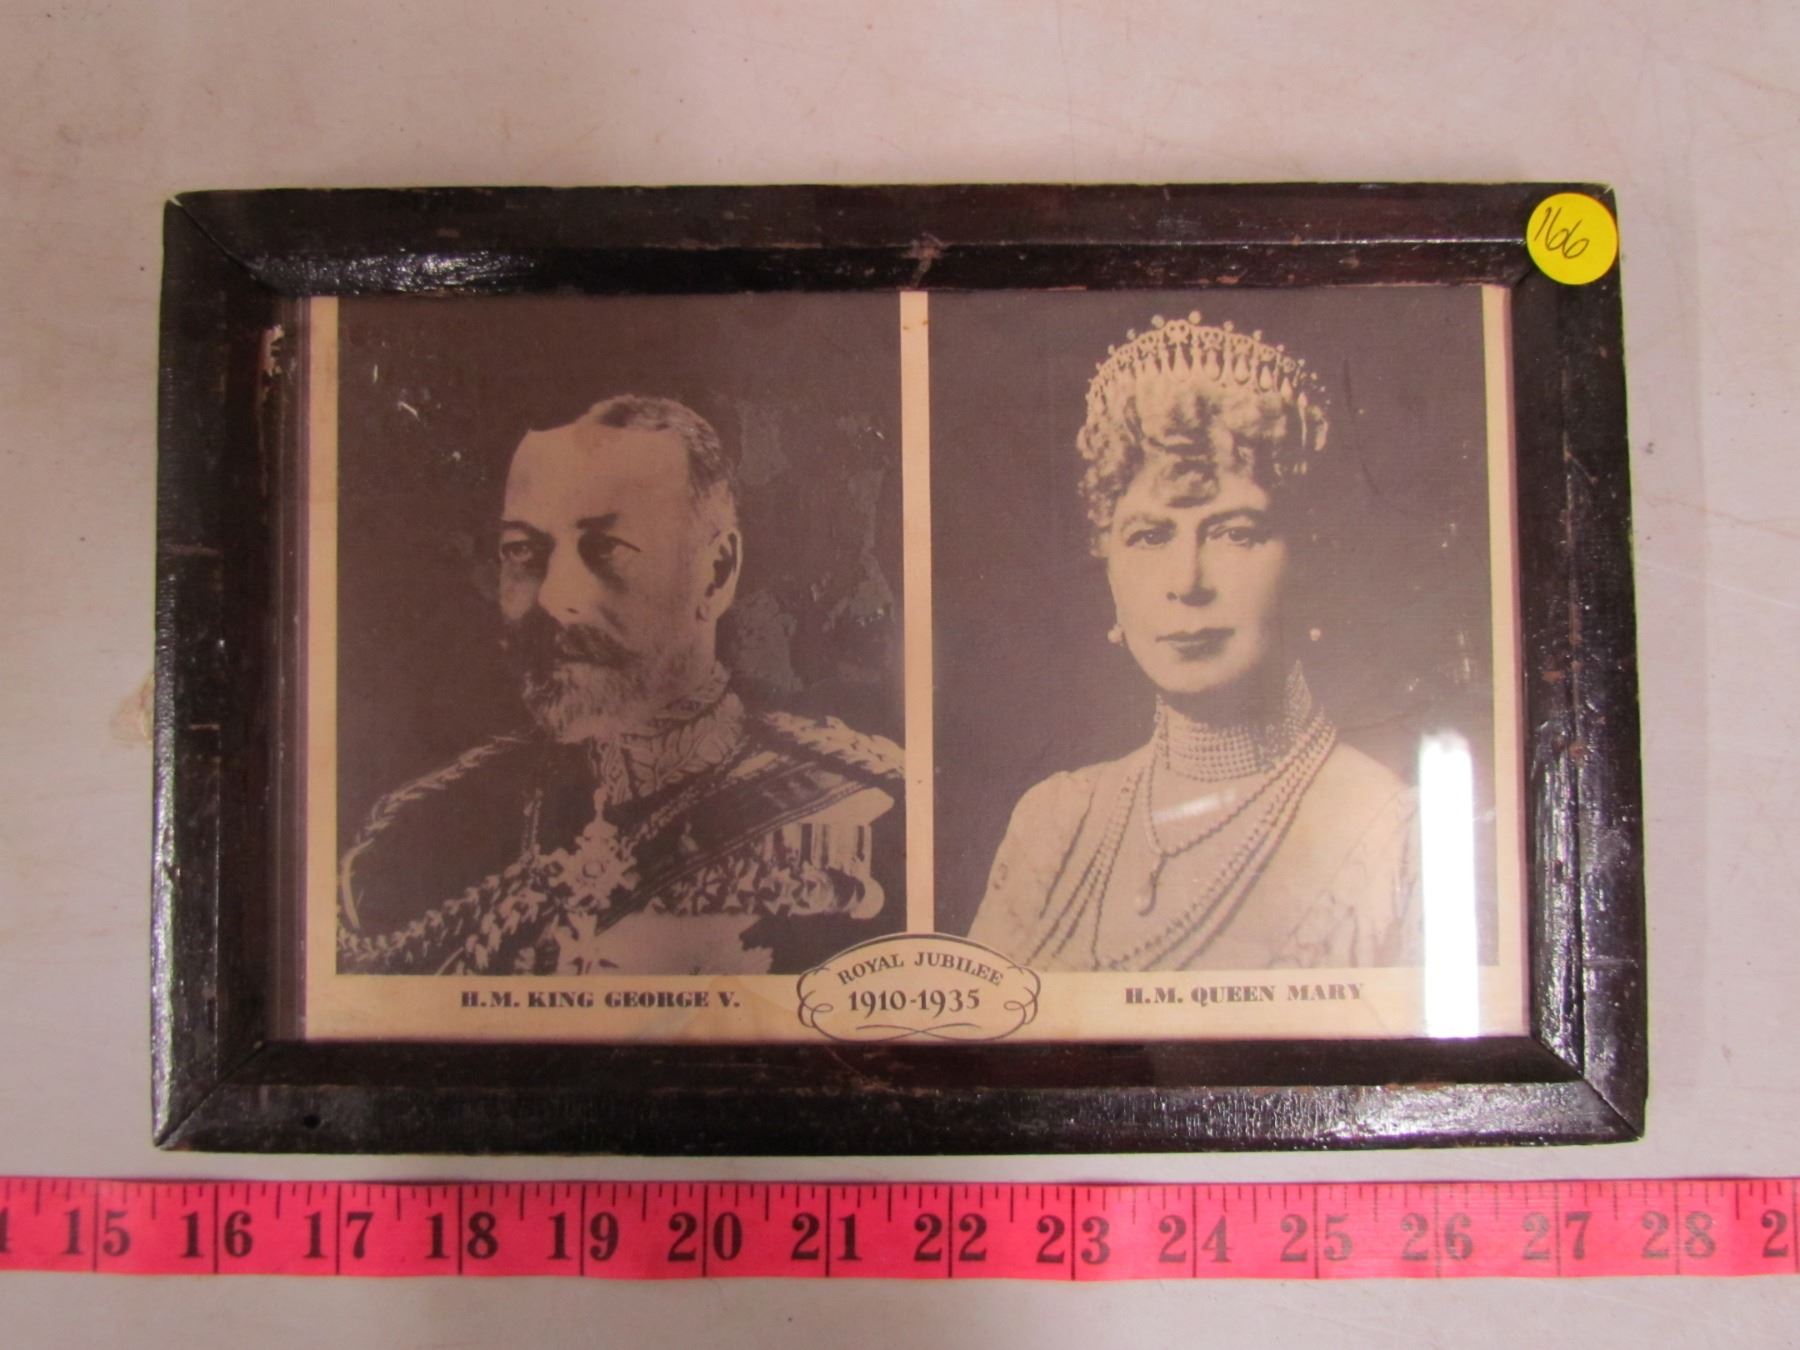 166
H.M. KING GEORGE V.
ROYAL JUBILEE
1910-1935
H.M. QUEEN MARY
15 16 17 18 19 20 21 22 23 24 25 26 27 28